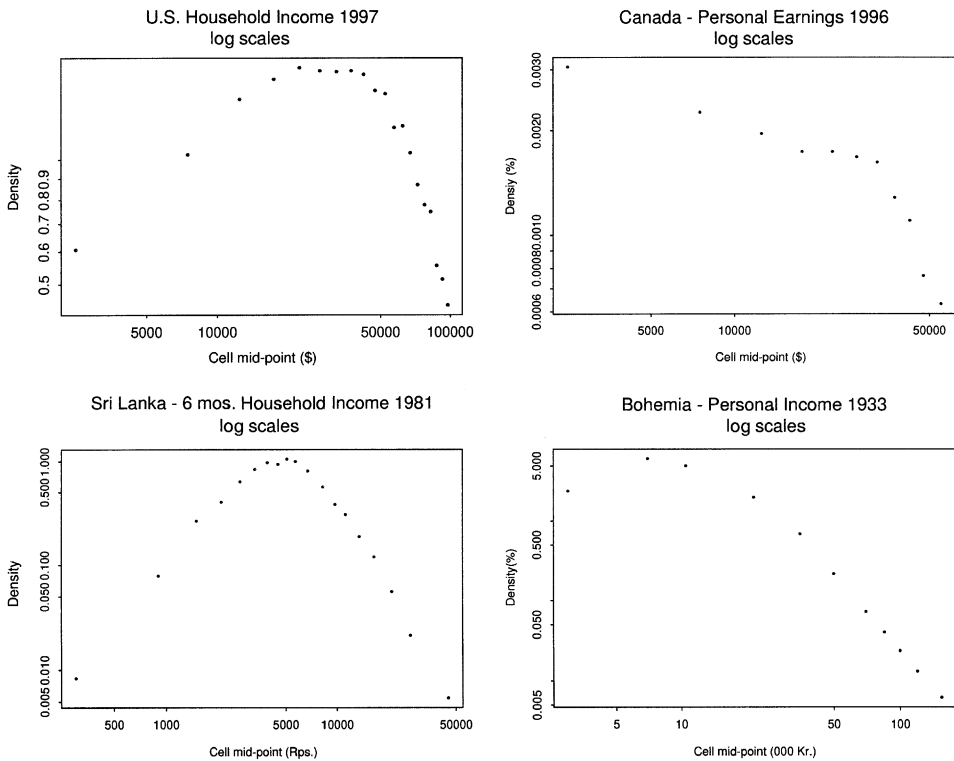 U.S. Household Income 1997
log scales
Density
0.5 0.6 0.7 0.8 0.9
5000 10000 50000 100000
Cell mid-point ($)
Canada - Personal Earnings 1996
log scales
Densiy (%)
0.0006 0.00080.0010 0.0020 0.0030
5000 10000 50000
Cell mid-point ($)
Sri Lanka - 6 mos. Household Income 1981
log scales
Density
0.005 0.010 0.050 0.100 0.500 1.000
500 1000 5000 10000 50000
Cell mid-point (Rps.)
Bohemia - Personal Income 1933
log scales
Density(%)
0.005 0.050 0.500 5.000
5 10 50 100
Cell mid-point (000 Kr.)